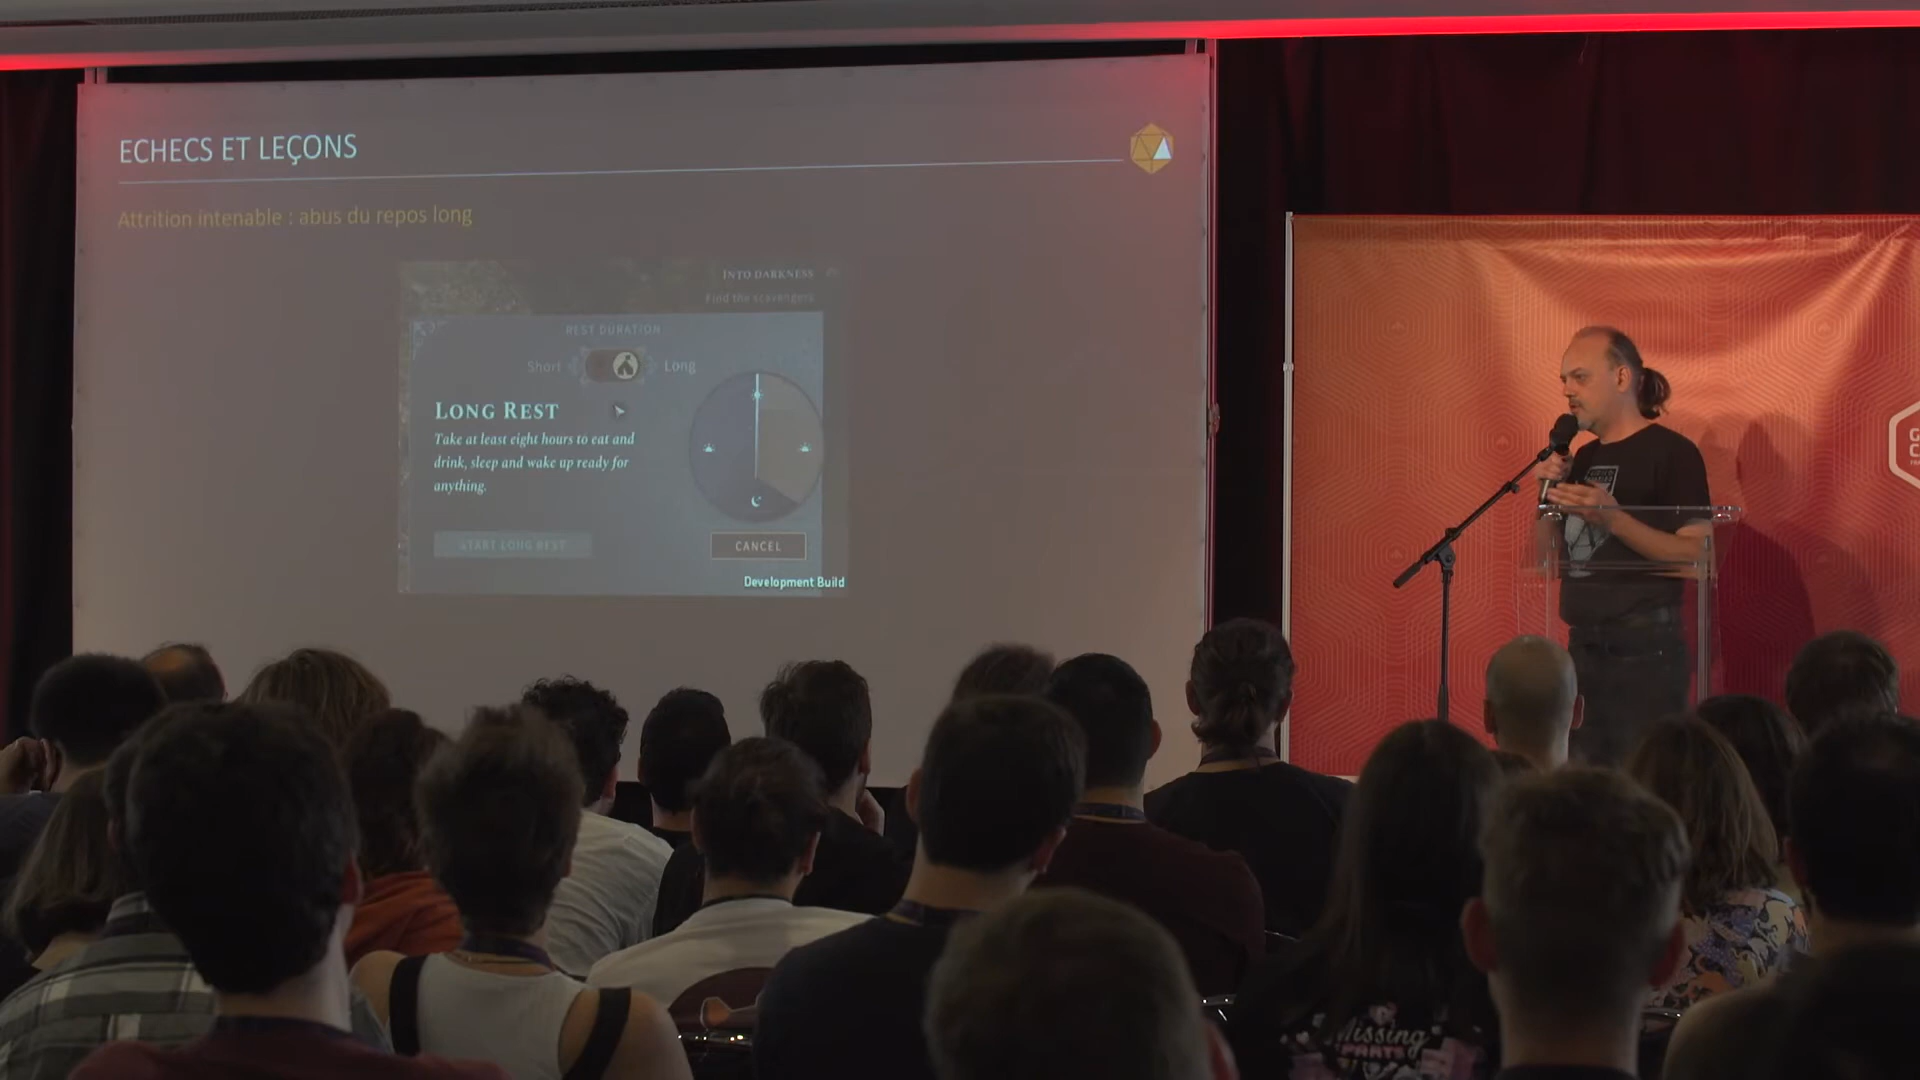 ECHECS ET LEÇONS
Attrition intenable : abus du repos long
INTO DARKNESS
Find the scavengers
REST DURATION
Short
Long
LONG REST
Take at least eight hours to eat and
drink, sleep and wake up ready for
anything.
START LONG REST
CANCEL
Development Build
Missing
PARTS